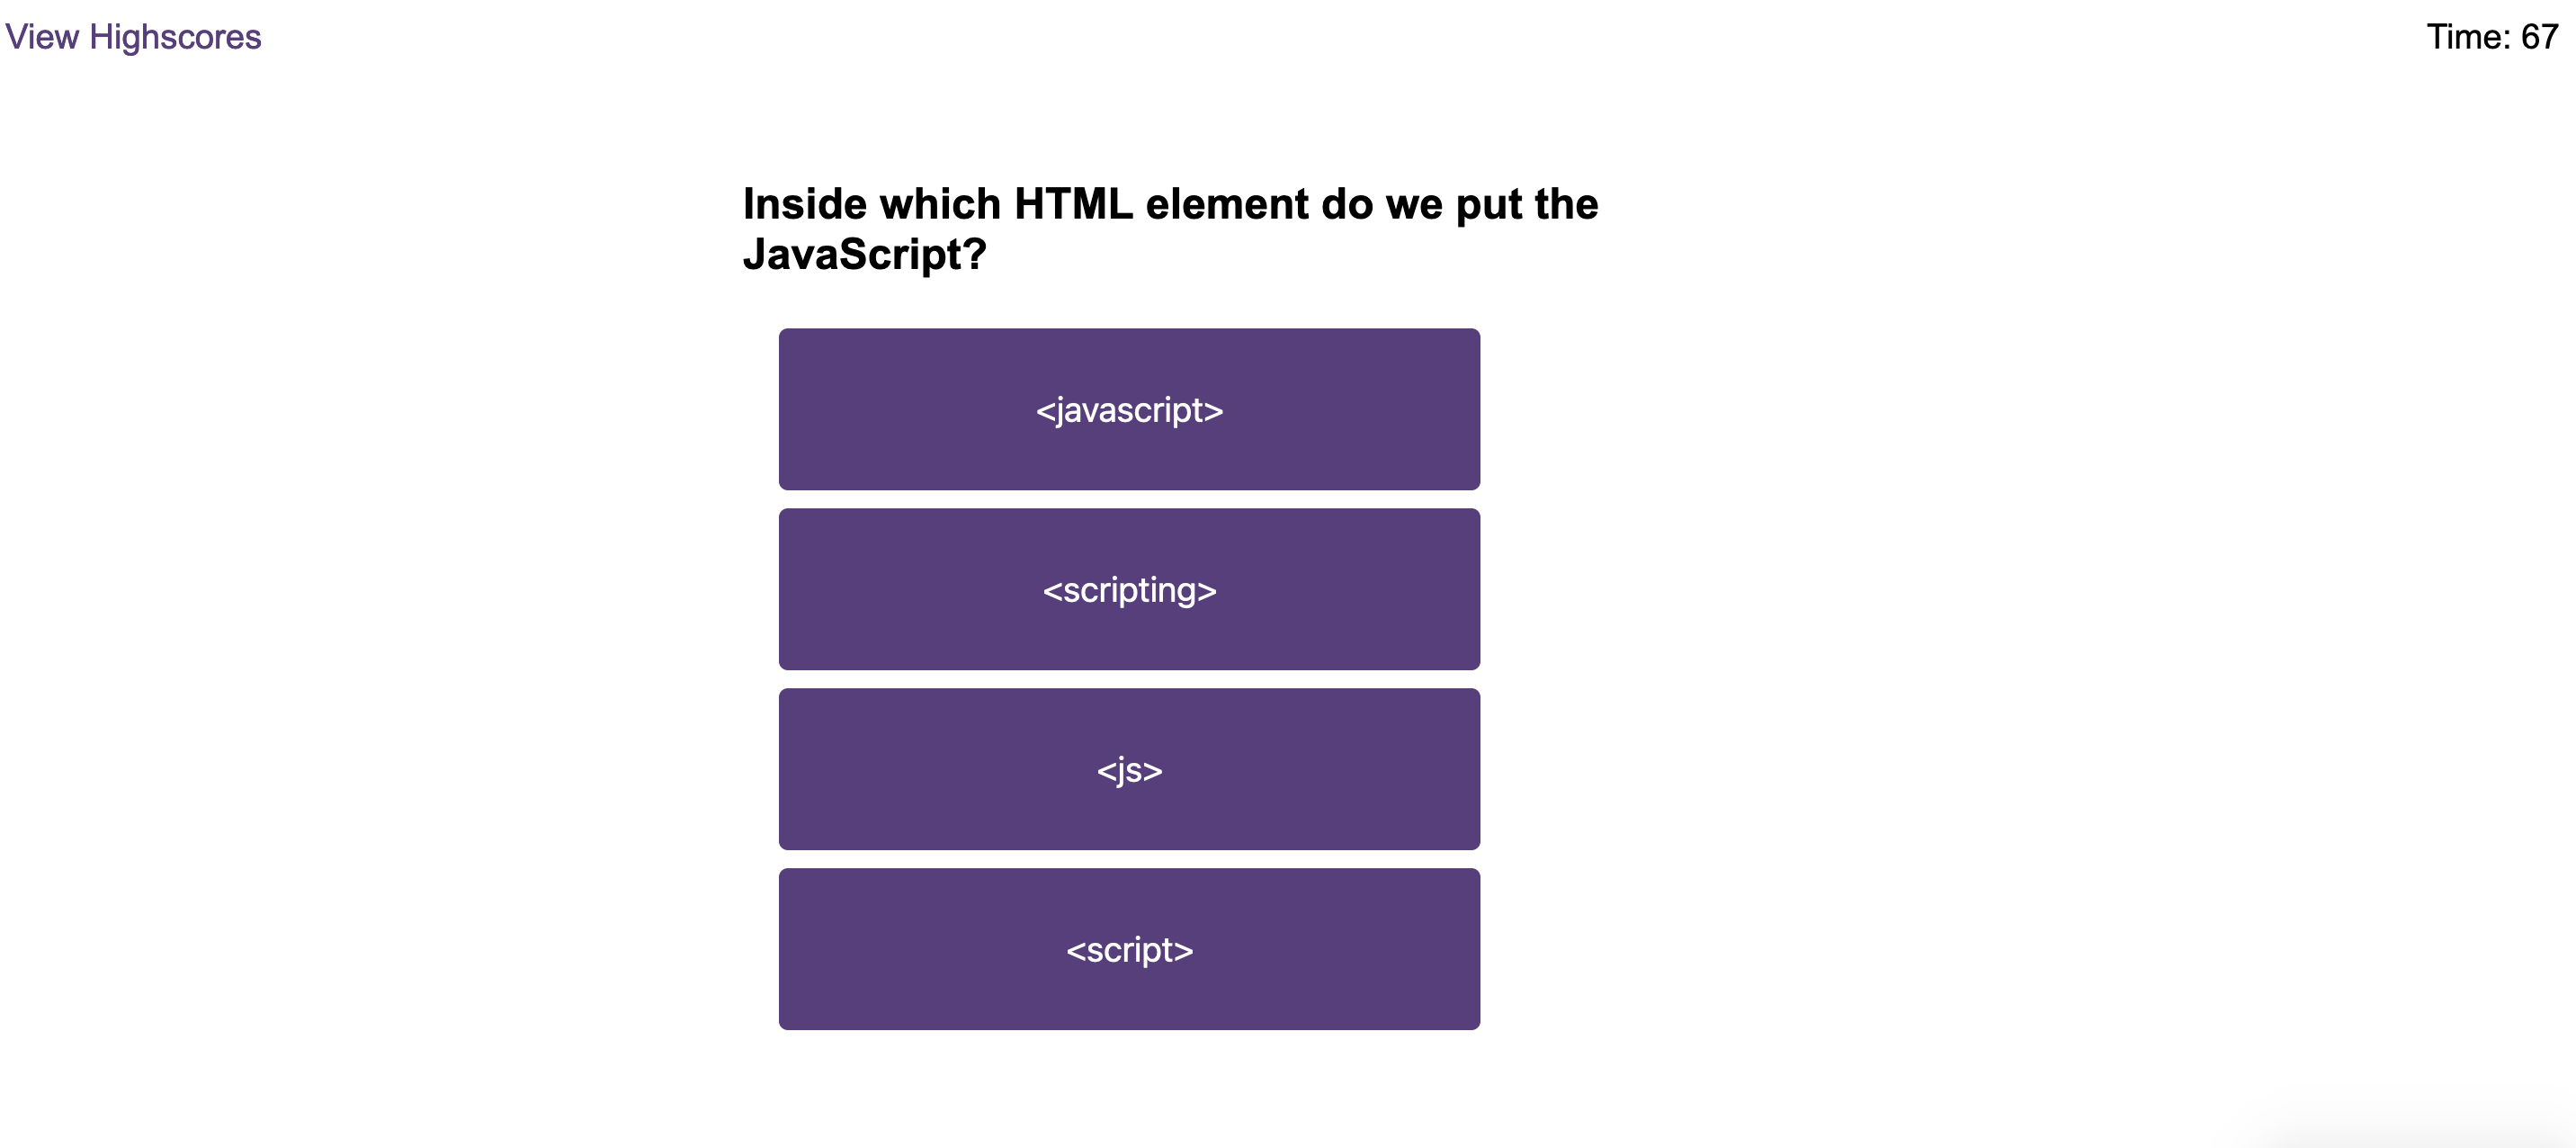 View Highscores
Time: 67
Inside which HTML element do we put the
JavaScript?
<javascript>
<scripting>
<js>
<script>